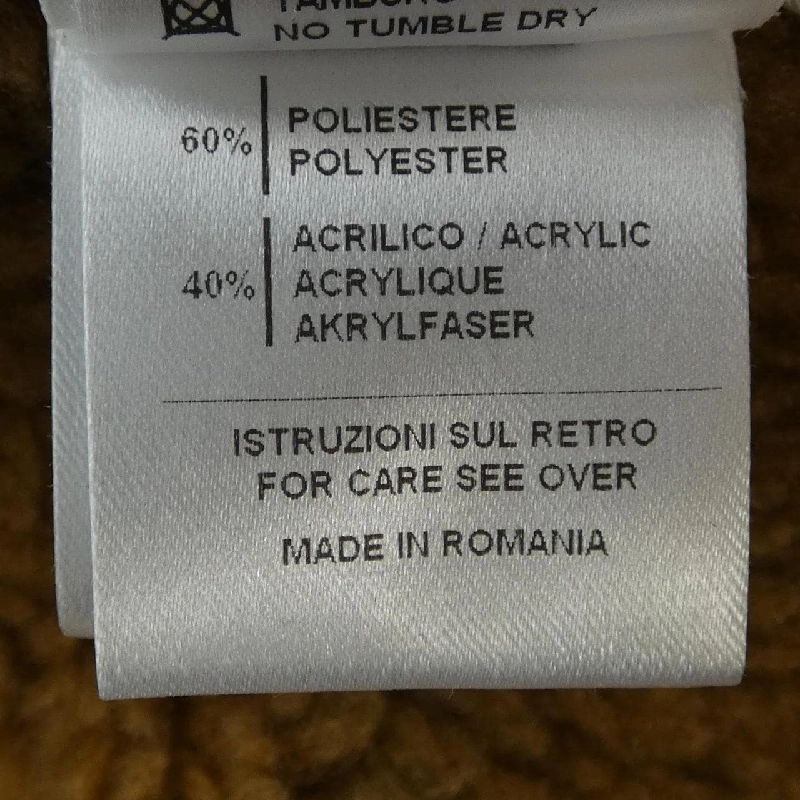 NO TUMBLE DRY
60%
POLIESTERE
POLYESTER
40%
ACRILICO / ACRYLIC
ACRYLIQUE
AKRYLFASER
ISTRUZIONI SUL RETRO
FOR CARE SEE OVER
MADE IN ROMANIA